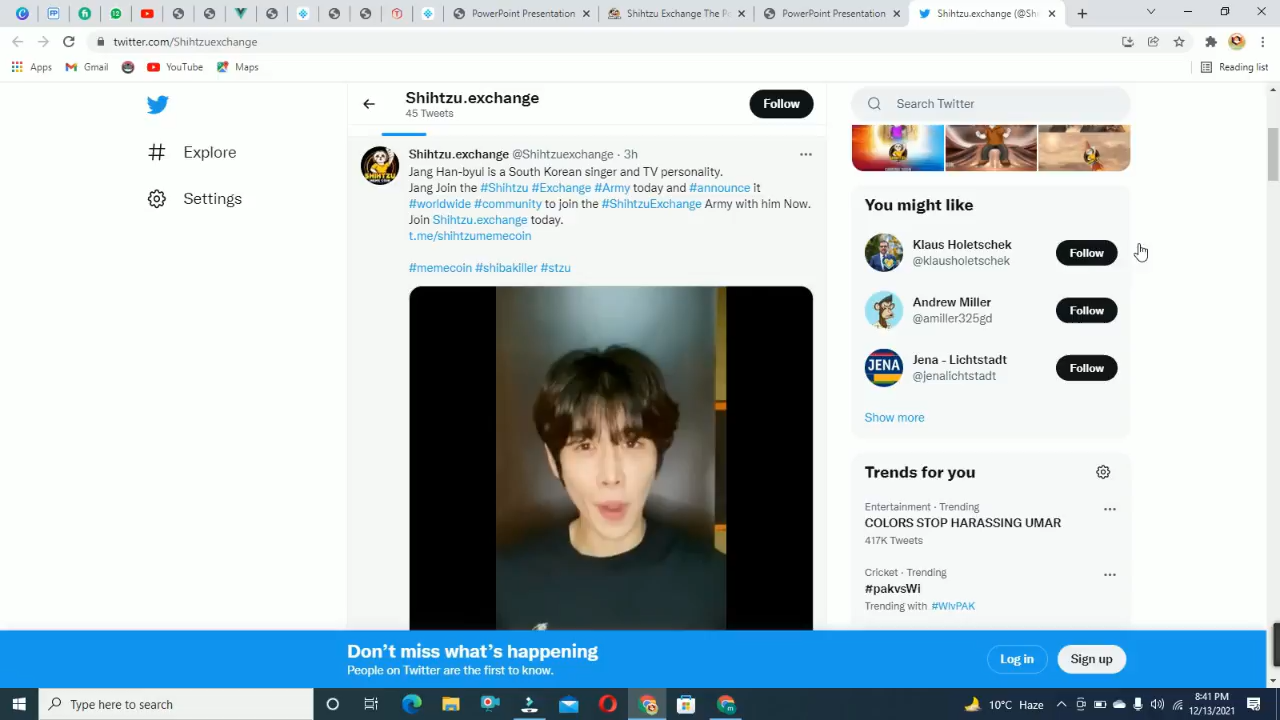 PowerPoint Presentation
Shihtzu Exchange The P
PowerPoint Presentation
Shihtzu.exchange (@Sh
12
twitter.com/Shihtzuexchange
Apps
Gmail
YouTube
Maps
Reading list
Shihtzu.exchange
45 Tweets
Follow
Search Twitter
Explore
Settings
Shihtzu.exchange @Shihtzuexchange · 3h
Jang Han-byul is a South Korean singer and TV personality.
Jang Join the #Shihtzu #Exchange #Army today and #announce it
#worldwide #community to join the #ShihtzuExchange Army with him Now.
Join Shihtzu.exchange today.
t.me/shihtzumemecoin
#memecoin #shibakiller #stzu
You might like
Klaus Holetschek
@klausholetschek
Follow
Andrew Miller
@amiller325gd
Follow
JENA
Jena - Lichtstadt
@jenalichtstadt
Follow
Show more
Trends for you
Entertainment · Trending
COLORS STOP HARASSING UMAR
417K Tweets
Cricket · Trending
#pakvsWi
Trending with #WIvPAK
Don't miss what's happening
People on Twitter are the first to know.
Log in
Sign up
Type here to search
10°C Haze
8:41 PM
12/13/2021